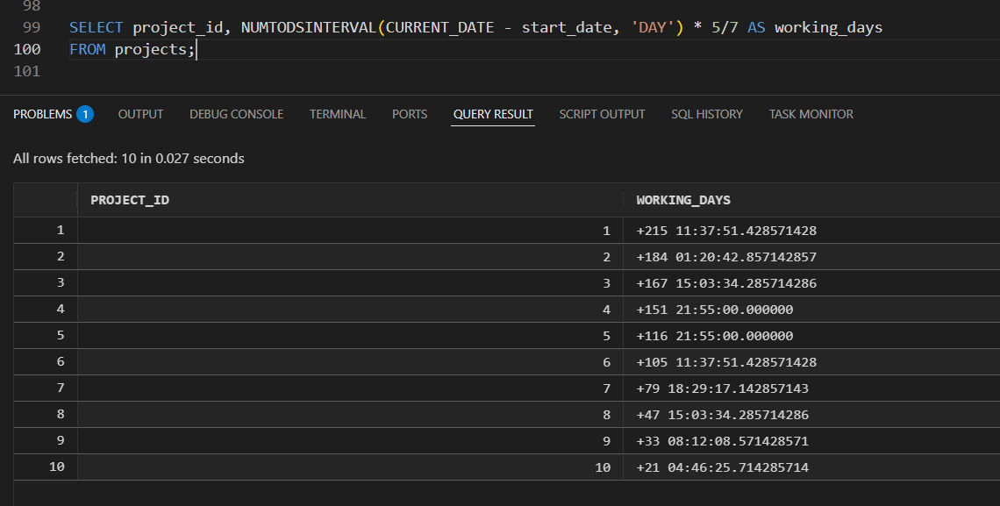 98
99 SELECT project_id, NUMTODSINTERVAL(CURRENT_DATE - start_date, 'DAY') * 5/7 AS working_days
100 FROM projects;
101
PROBLEMS 1 OUTPUT DEBUG CONSOLE TERMINAL PORTS QUERY RESULT SCRIPT OUTPUT SQL HISTORY TASK MONITOR
All rows fetched: 10 in 0.027 seconds
PROJECT_ID WORKING_DAYS
1 1 +215 11:37:51.428571428
2 2 +184 01:20:42.857142857
3 3 +167 15:03:34.285714286
4 4 +151 21:55:00.000000
5 5 +116 21:55:00.000000
6 6 +105 11:37:51.428571428
7 7 +79 18:29:17.142857143
8 8 +47 15:03:34.285714286
9 9 +33 08:12:08.571428571
10 10 +21 04:46:25.714285714